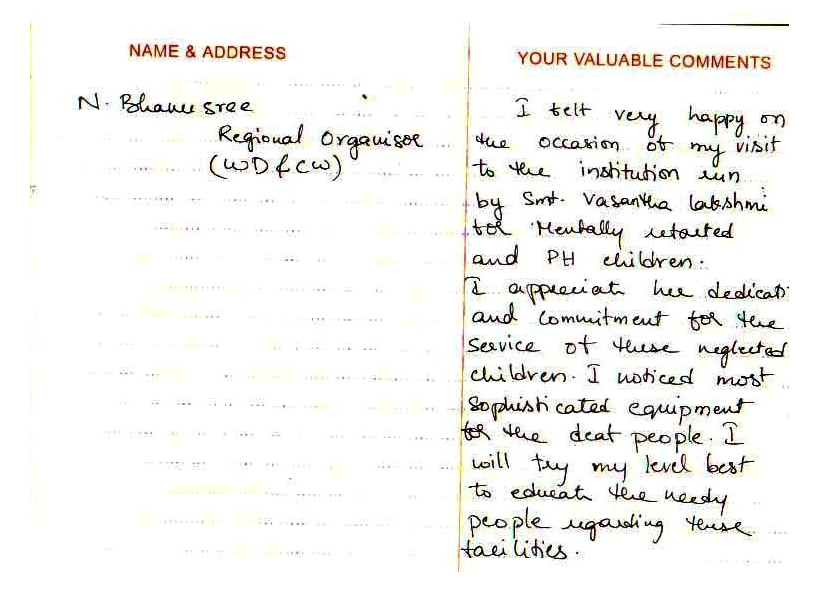 NAME & ADDRESS
N. Bhanusree
Regional Organisor
(WD & CW)
YOUR VALUABLE COMMENTS
I felt very happy on
the occasion of my visit
to the institution run
by Smt. Vasantha lakshmi
for Mentally retarted
and PH children.
I appreciate her dedicati
and commitment for the
Service of these neglected
children. I noticed most
Sophisticated equipment
for the deaf people. I
will try my level best
to educate the needy
people regarding these
facilities.